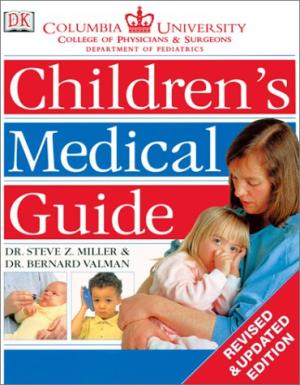 DK
COLUMBIA UNIVERSITY
COLLEGE OF PHYSICIANS & SURGEONS
DEPARTMENT OF PEDIATRICS
Children's
Medical
Guide
DR. STEVE Z. MILLER &
DR. BERNARD VALMAN
REVISED
& UPDATED
EDITION